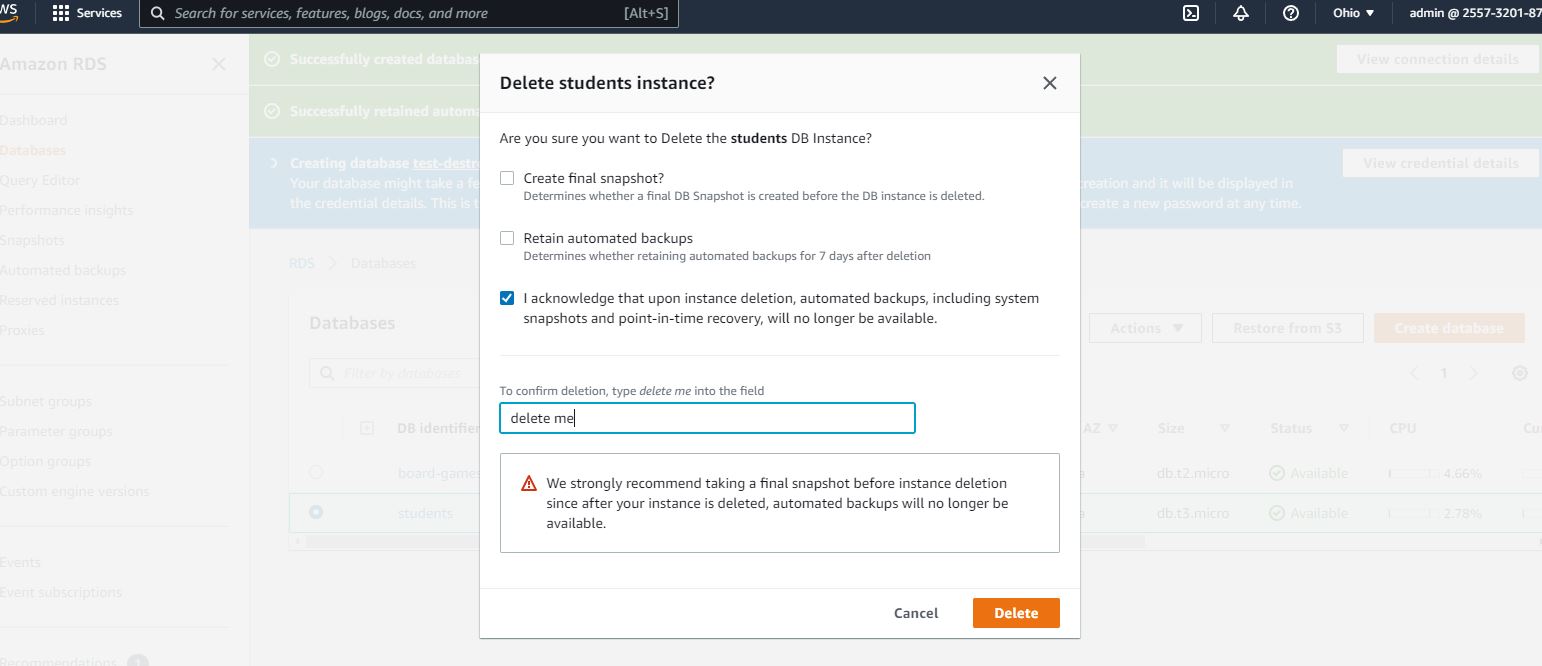 WS
Services
Search for services, features, blogs, docs, and more
[Alt+S]
Ohio
admin @ 2557-3201-87
Amazon RDS
Dashboard
Databases
Query Editor
Performance insights
Snapshots
Automated backups
Reserved instances
Proxies
Subnet groups
Parameter groups
Option groups
Custom engine versions
Events
Event subscriptions
Recommendations 1
Successfully created databas
View connection details
Successfully retained automa
Creating database test-destr
View credential details
Your database might take a fe
creation and it will be displayed in
the credential details. This is t
create a new password at any time.
RDS
Databases
Databases
Actions
Restore from S3
Create database
Filter by databases
1
DB identifier
AZ
Size
Status
CPU
Cu
board-games
a
db.t2.micro
Available
4.66%
students
a
db.t3.micro
Available
2.78%
Delete students instance?
Are you sure you want to Delete the students DB Instance?
Create final snapshot?
Determines whether a final DB Snapshot is created before the DB instance is deleted.
Retain automated backups
Determines whether retaining automated backups for 7 days after deletion
I acknowledge that upon instance deletion, automated backups, including system
snapshots and point-in-time recovery, will no longer be available.
To confirm deletion, type delete me into the field
delete me
We strongly recommend taking a final snapshot before instance deletion
since after your instance is deleted, automated backups will no longer be
available.
Cancel
Delete